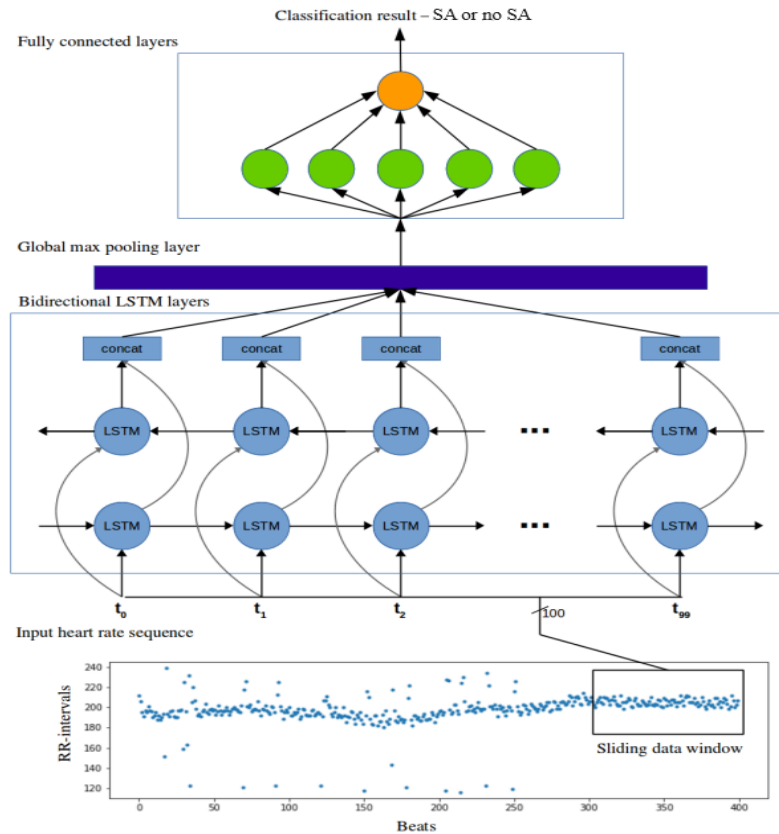 Classification result – SA or no SA
Fully connected layers
Global max pooling layer
Bidirectional LSTM layers
concat concat concat concat
LSTM LSTM LSTM ... LSTM
LSTM LSTM LSTM ... LSTM
t0 t1 t2 100 t99
Input heart rate sequence
240
220
200
180
160
140
120
RR-intervals
Sliding data window
0 50 100 150 200 250 300 350 400
Beats